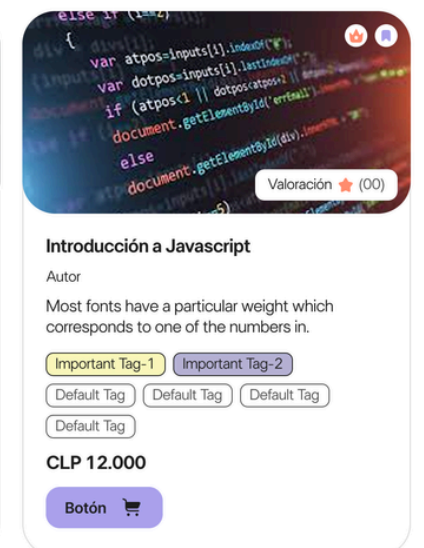 else if (i==2)
{
var atpos=inputs[i].indexOf("@");
var dotpos=inputs[i].lastIndexOf(
if (atpos<1 || dotpos<atpos+2 ||
document.getElementById('errEmail').
else
document.getElementById(div).
Valoración (00)
Introducción a Javascript
Autor
Most fonts have a particular weight which
corresponds to one of the numbers in.
Important Tag-1 Important Tag-2
Default Tag Default Tag Default Tag
Default Tag
CLP 12.000
Botón